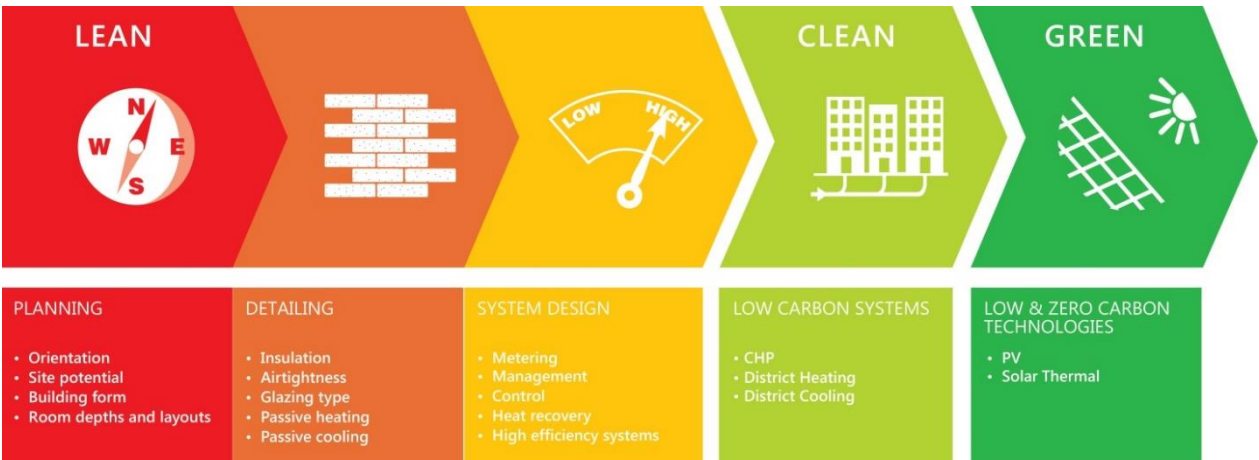 LEAN
CLEAN
GREEN
N
W E
S
LOW HIGH
PLANNING
• Orientation
• Site potential
• Building form
• Room depths and layouts
DETAILING
• Insulation
• Airtightness
• Glazing type
• Passive heating
• Passive cooling
SYSTEM DESIGN
• Metering
• Management
• Control
• Heat recovery
• High efficiency systems
LOW CARBON SYSTEMS
• CHP
• District Heating
• District Cooling
LOW & ZERO CARBON
TECHNOLOGIES
• PV
• Solar Thermal